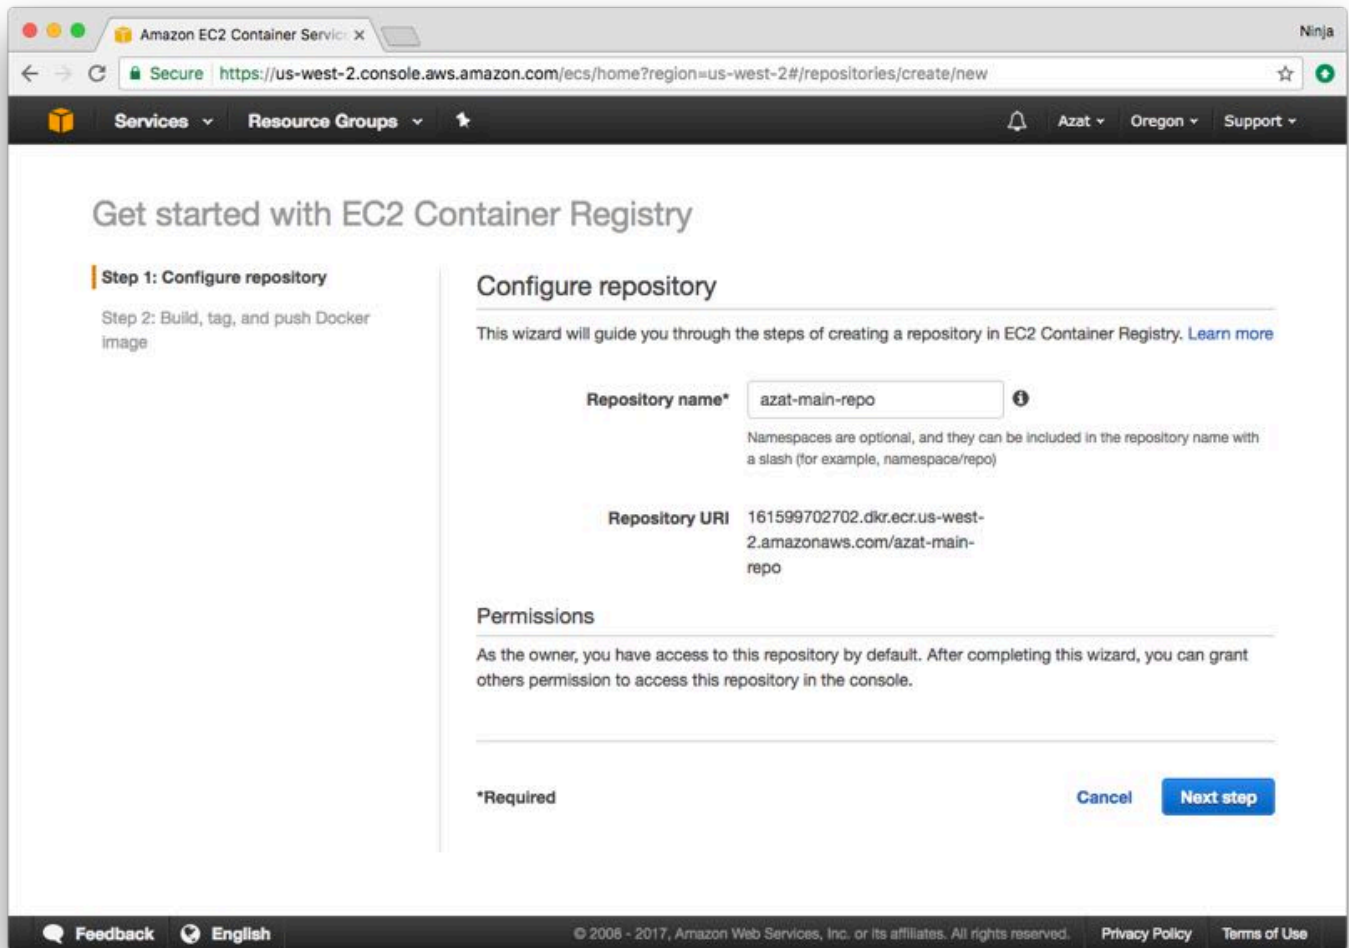 Amazon EC2 Container Servic
Ninja
Secure https://us-west-2.console.aws.amazon.com/ecs/home?region=us-west-2#/repositories/create/new
Services Resource Groups Azat Oregon Support
Get started with EC2 Container Registry
Step 1: Configure repository
Step 2: Build, tag, and push Docker
image
Configure repository
This wizard will guide you through the steps of creating a repository in EC2 Container Registry. Learn more
Repository name* azat-main-repo
Namespaces are optional, and they can be included in the repository name with
a slash (for example, namespace/repo)
Repository URI 161599702702.dkr.ecr.us-west-
2.amazonaws.com/azat-main-
repo
Permissions
As the owner, you have access to this repository by default. After completing this wizard, you can grant
others permission to access this repository in the console.
*Required Cancel Next step
Feedback English © 2008 - 2017, Amazon Web Services, Inc. or its affiliates. All rights reserved. Privacy Policy Terms of Use